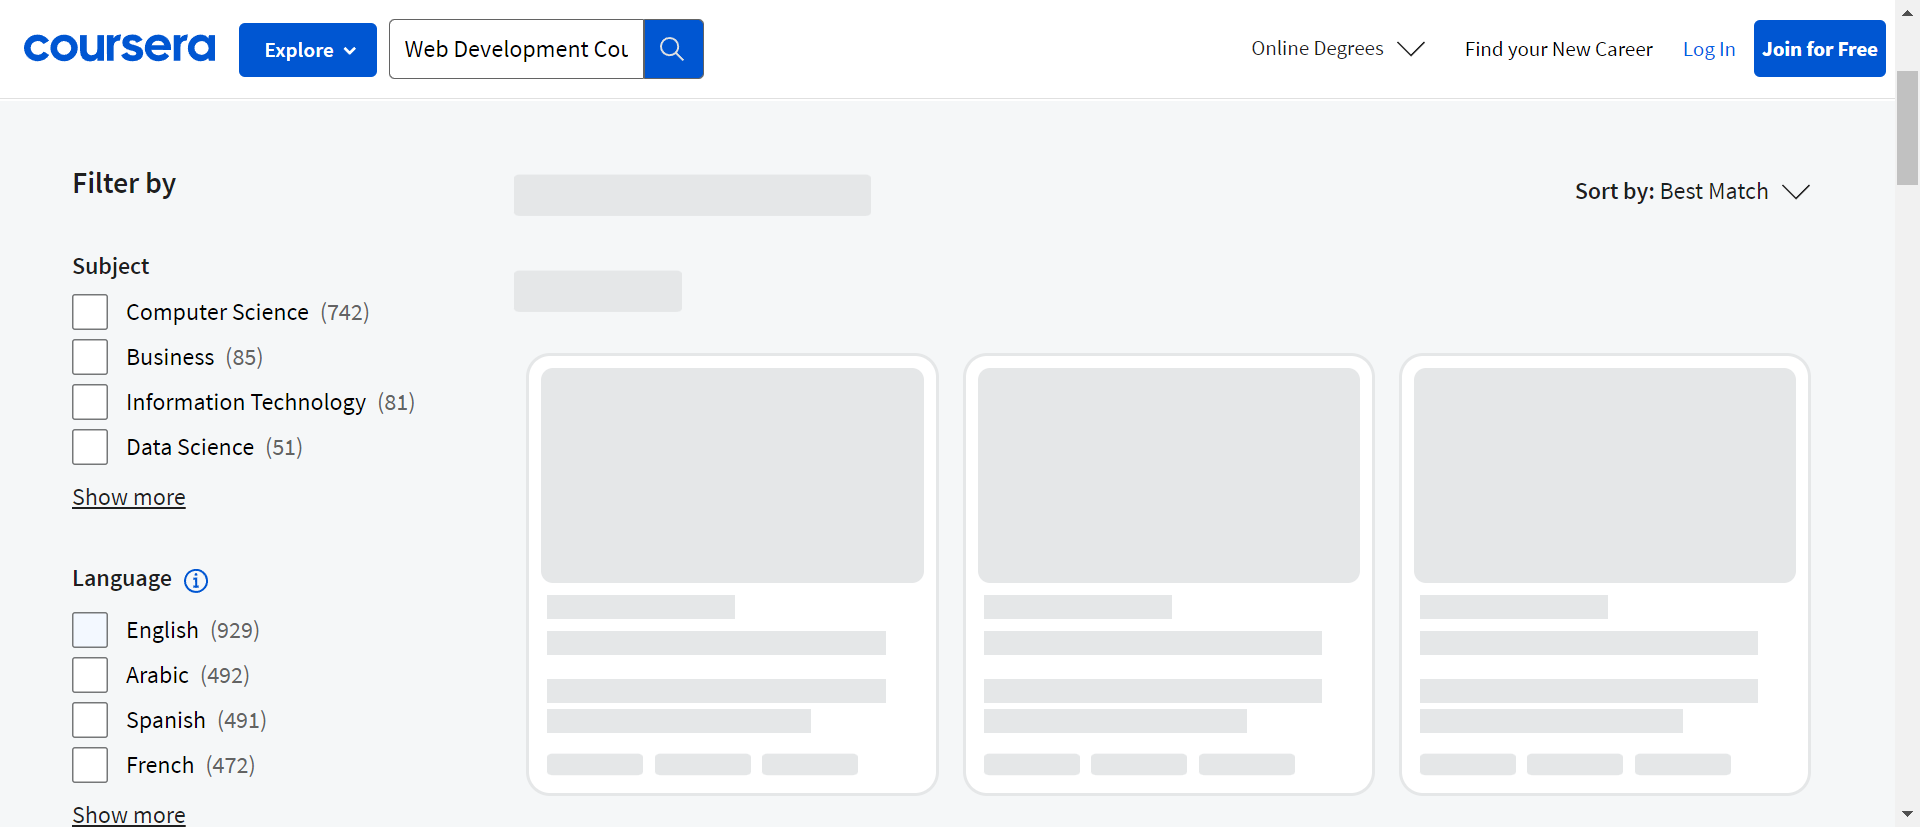 coursera
Explore
Web Development Cou
Online Degrees
Find your New Career
Log In
Join for Free
Filter by
Sort by: Best Match
Subject
Computer Science (742)
Business (85)
Information Technology (81)
Data Science (51)
Show more
Language
English (929)
Arabic (492)
Spanish (491)
French (472)
Show more